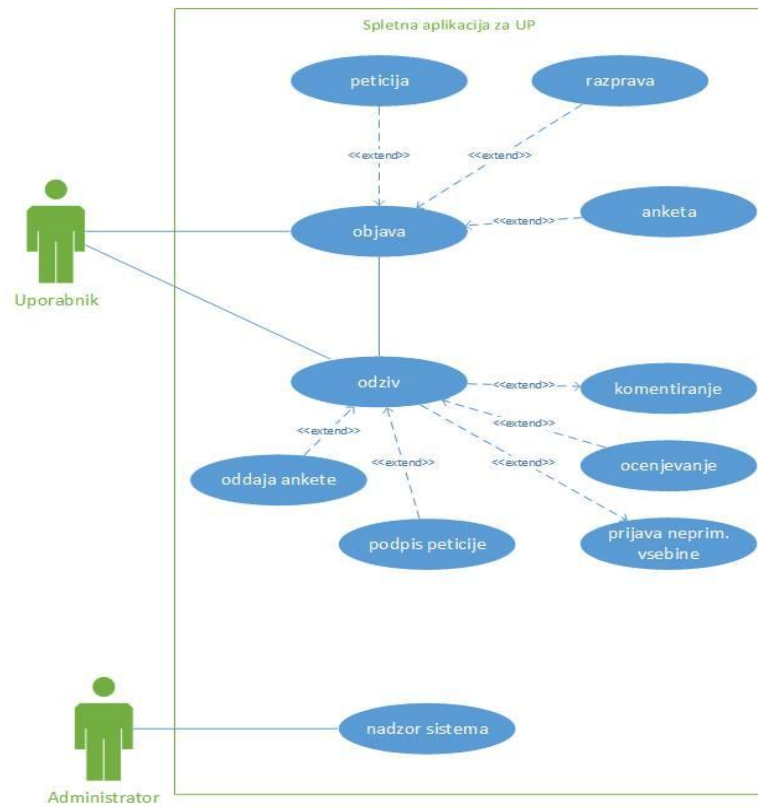 Spletna aplikacija za UP
peticija
razprava
<<extend>>
<<extend>>
anketa
<<extend>>
objava
Uporabnik
odziv
<<extend>>
komentiranje
<<extend>>
<<extend>>
ocenjevanje
<<extend>>
<<extend>>
oddaja ankete
podpis peticije
prijava neprim.
vsebine
nadzor sistema
Administrator